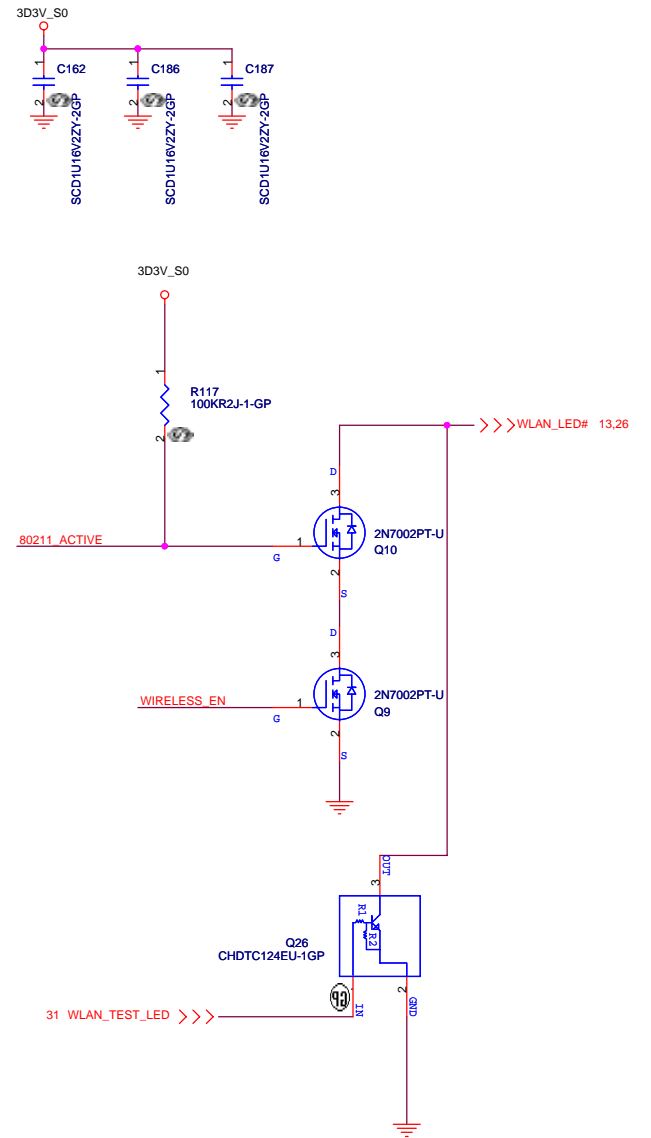 3D3V_S0
1 C162
1 C186
1 C187
2
2
2
SCD1U16V2ZY-2GP
SCD1U16V2ZY-2GP
SCD1U16V2ZY-2GP
3D3V_S0
1
R117
100KR2J-1-GP
2
WLAN_LED# 13,26
D
3
80211_ACTIVE
1
G
2N7002PT-U
Q10
2
S
D
3
WIRELESS_EN
1
G
2N7002PT-U
Q9
2
S
OUT
3
R1
R2
Q26
CHDTC124EU-1GP
2
IN
GND
31 WLAN_TEST_LED